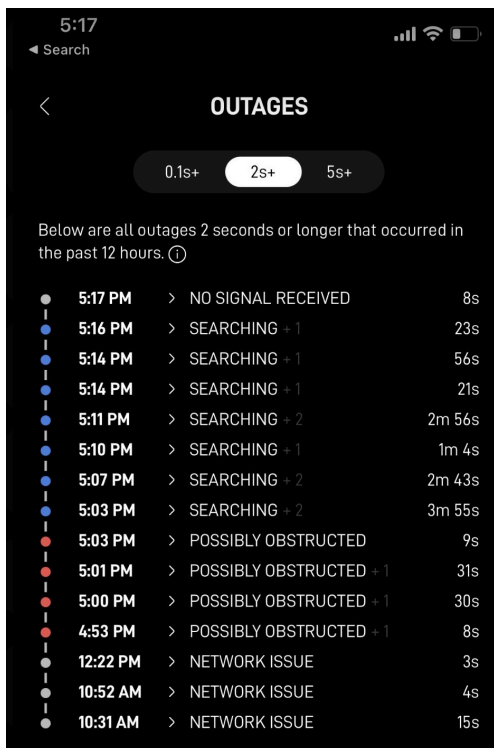 5:17
◀ Search
OUTAGES
0.1s+ 2s+ 5s+
Below are all outages 2 seconds or longer that occurred in
the past 12 hours.
5:17 PM > NO SIGNAL RECEIVED 8s
5:16 PM > SEARCHING + 1 23s
5:14 PM > SEARCHING + 1 56s
5:14 PM > SEARCHING + 1 21s
5:11 PM > SEARCHING + 2 2m 56s
5:10 PM > SEARCHING + 1 1m 4s
5:07 PM > SEARCHING + 2 2m 43s
5:03 PM > SEARCHING + 2 3m 55s
5:03 PM > POSSIBLY OBSTRUCTED 9s
5:01 PM > POSSIBLY OBSTRUCTED + 1 31s
5:00 PM > POSSIBLY OBSTRUCTED + 1 30s
4:53 PM > POSSIBLY OBSTRUCTED + 1 8s
12:22 PM > NETWORK ISSUE 3s
10:52 AM > NETWORK ISSUE 4s
10:31 AM > NETWORK ISSUE 15s